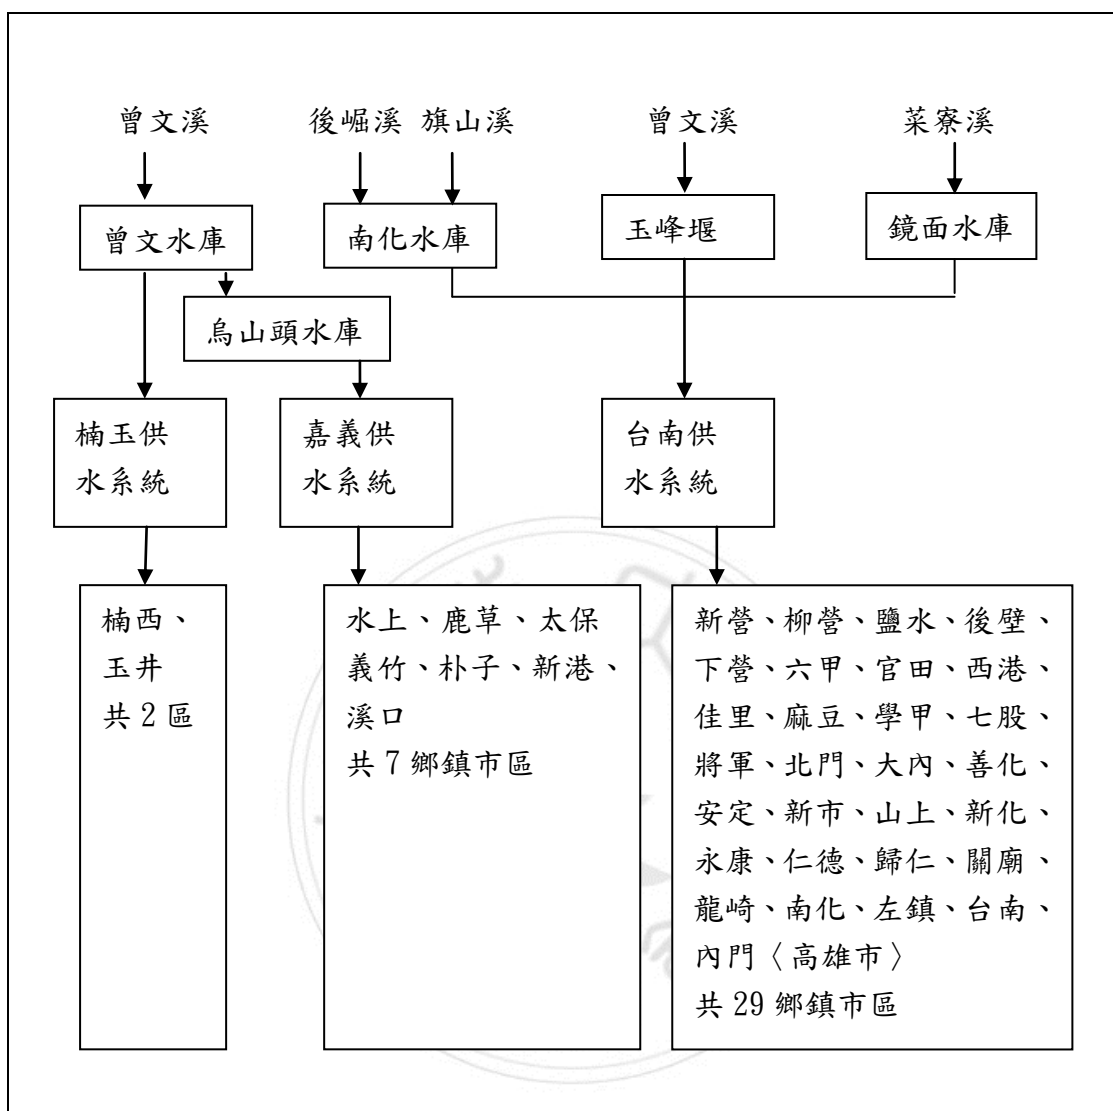 曾文溪
後崛溪 旗山溪
曾文溪
菜寮溪
曾文水庫
南化水庫
玉峰堰
鏡面水庫
烏山頭水庫
楠玉供
水系統
嘉義供
水系統
台南供
水系統
楠西、
玉井
共 2 區
水上、鹿草、太保
義竹、朴子、新港、
溪口
共 7 鄉鎮市區
新營、柳營、鹽水、後壁、
下營、六甲、官田、西港、
佳里、麻豆、學甲、七股、
將軍、北門、大內、善化、
安定、新市、山上、新化、
永康、仁德、歸仁、關廟、
龍崎、南化、左鎮、台南、
內門〈高雄市〉
共 29 鄉鎮市區